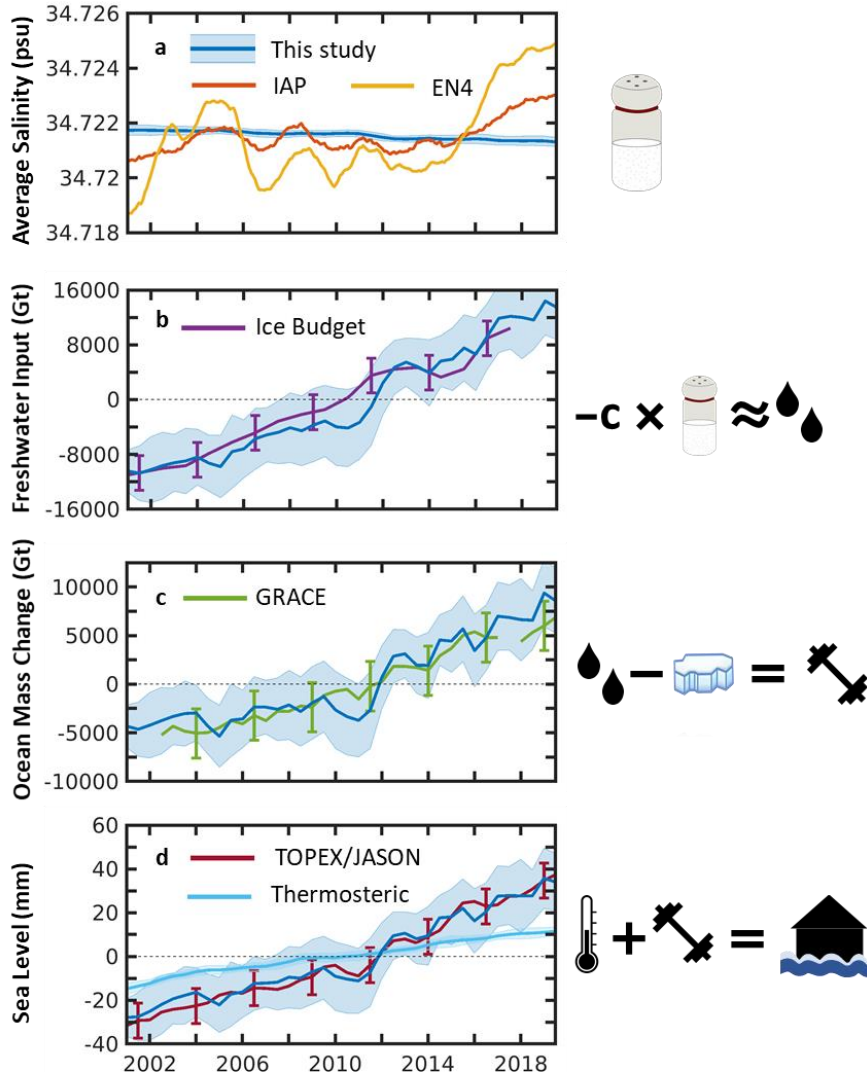 Average Salinity (psu)
34.726
34.724
34.722
34.72
34.718
a
This study
IAP
EN4
Freshwater Input (Gt)
16000
8000
0
-8000
-16000
b
Ice Budget
–c × ≈
Ocean Mass Change (Gt)
10000
5000
0
-5000
-10000
c
GRACE
– =
Sea Level (mm)
60
40
20
0
-20
-40
d
TOPEX/JASON
Thermosteric
+ =
2002 2006 2010 2014 2018